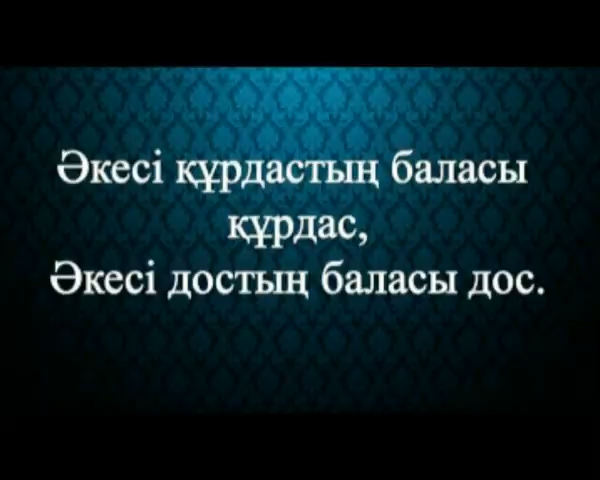 Әкесі құрдастың баласы
құрдас,
Әкесі достың баласы дос.